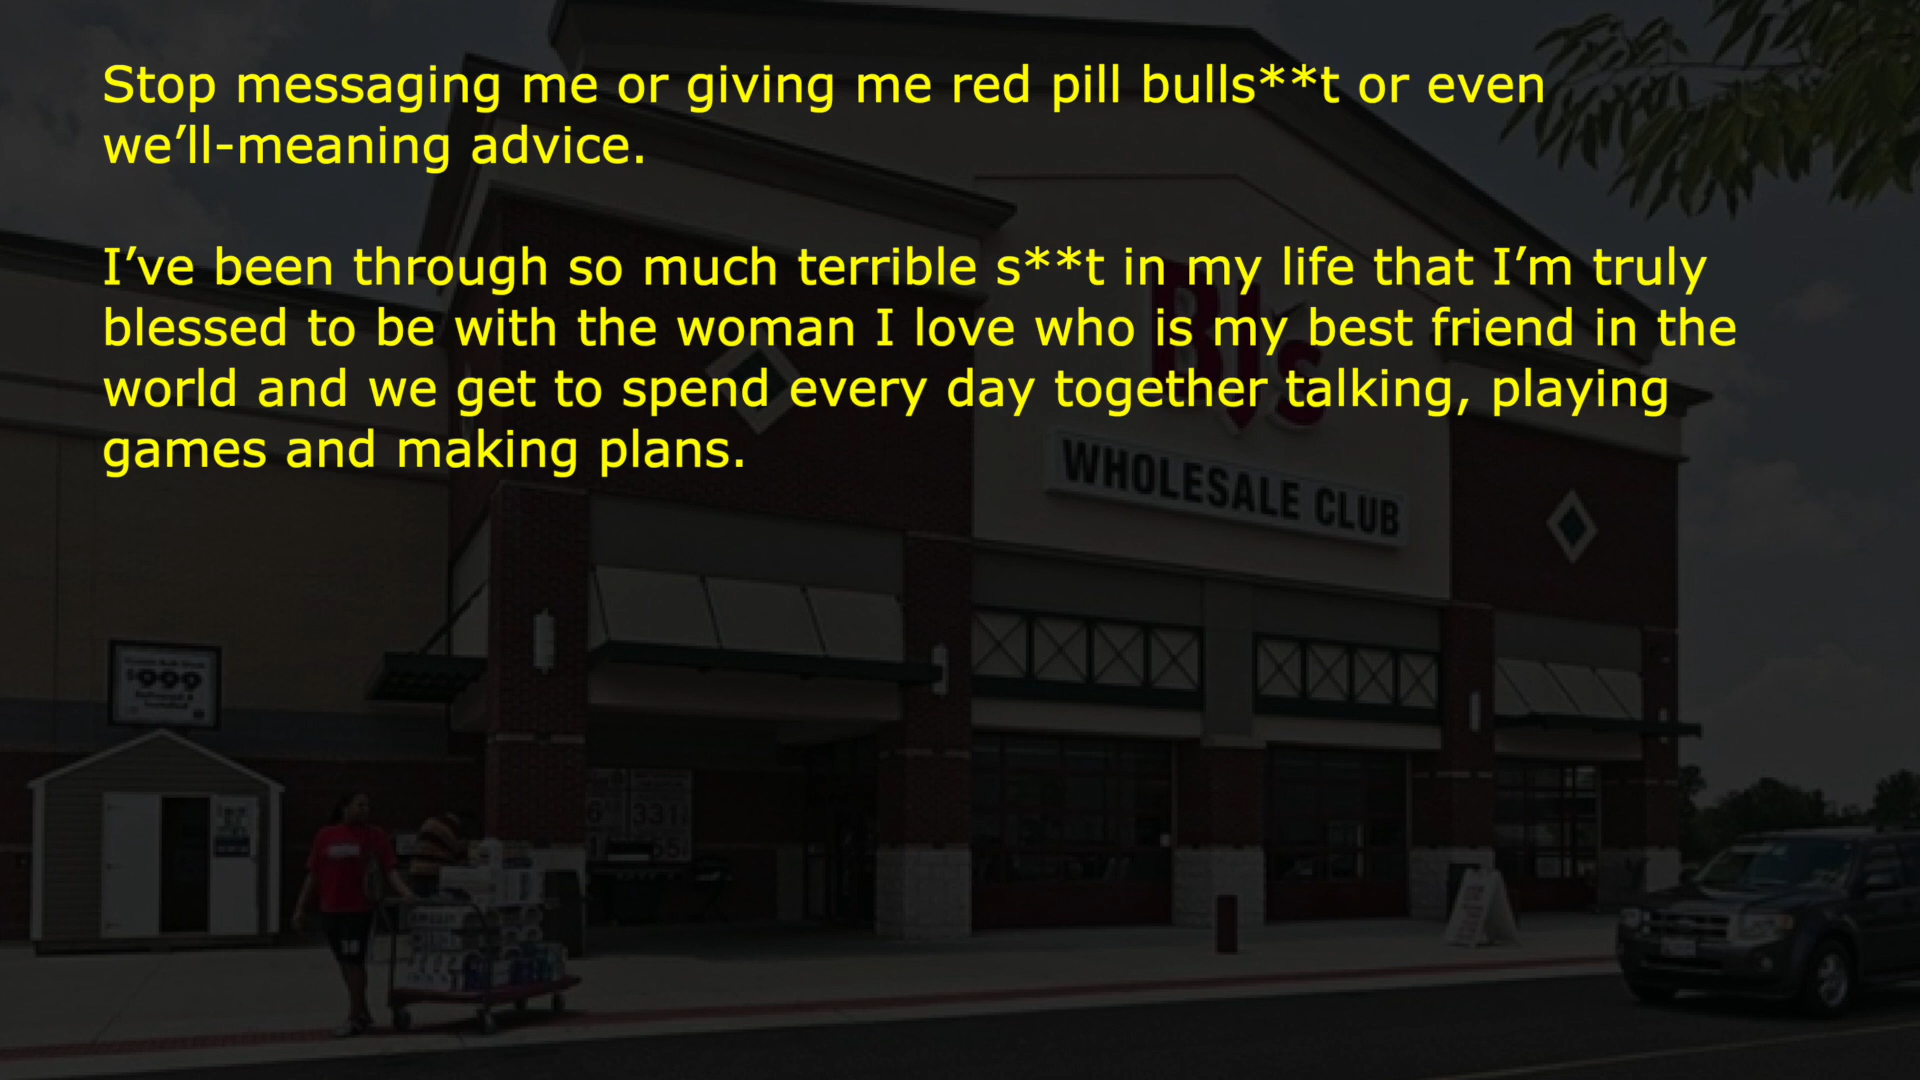 Stop messaging me or giving me red pill bulls**t or even
we’ll-meaning advice.
I’ve been through so much terrible s**t in my life that I’m truly
blessed to be with the woman I love who is my best friend in the
world and we get to spend every day together talking, playing
games and making plans.
BJ's
WHOLESALE CLUB
$999
331